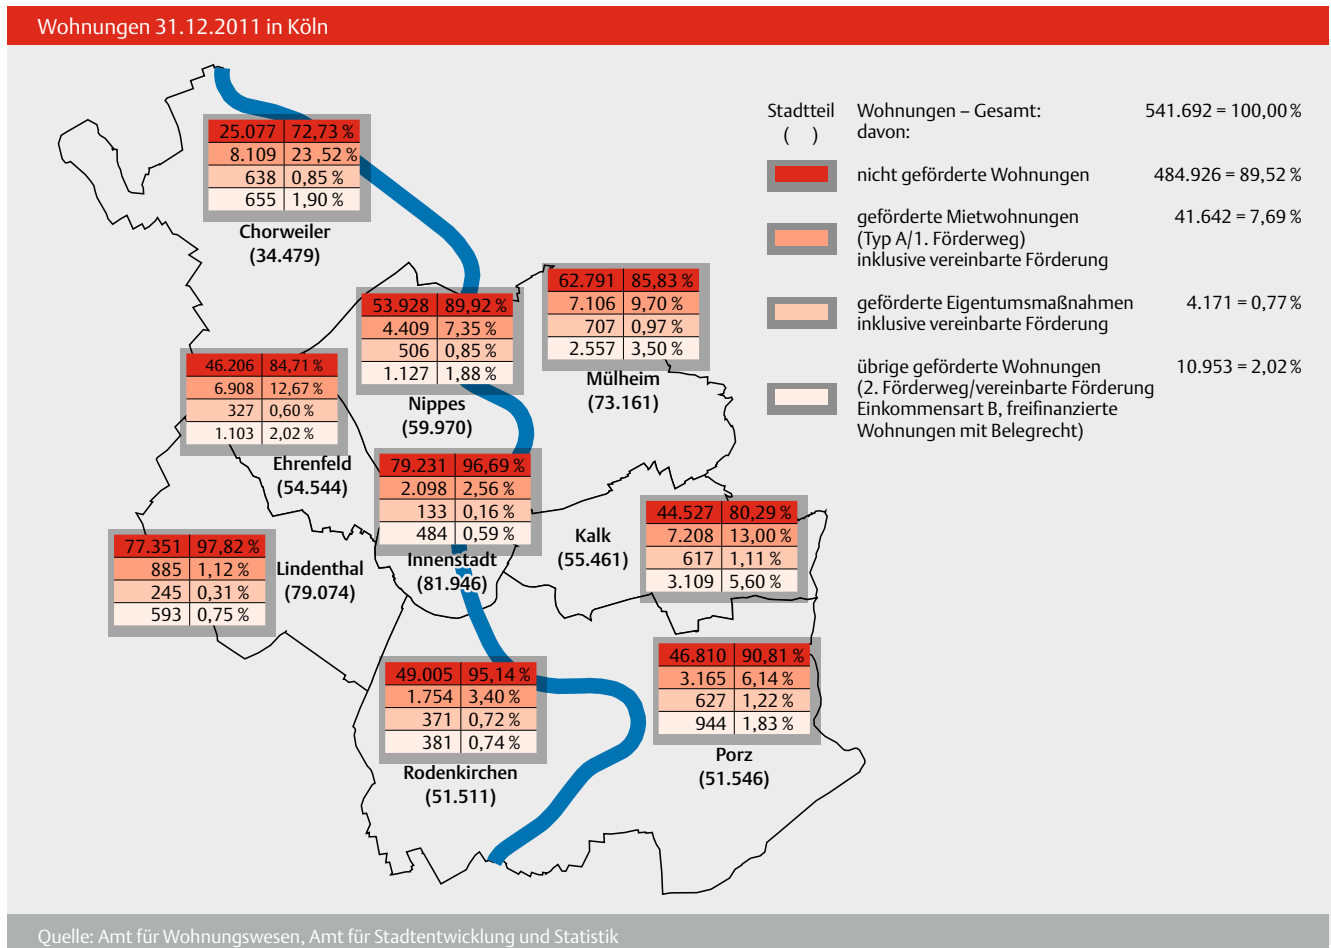 Wohnungen 31.12.2011 in Köln
Stadtteil
( )
Wohnungen – Gesamt: 541.692 = 100,00 %
davon:
nicht geförderte Wohnungen 484.926 = 89,52 %
geförderte Mietwohnungen 41.642 = 7,69 %
(Typ A/1. Förderweg)
inklusive vereinbarte Förderung
geförderte Eigentumsmaßnahmen 4.171 = 0,77 %
inklusive vereinbarte Förderung
übrige geförderte Wohnungen 10.953 = 2,02 %
(2. Förderweg/vereinbarte Förderung
Einkommensart B, freifinanzierte
Wohnungen mit Belegrecht)
25.077 72,73 %
8.109 23,52 %
638 0,85 %
655 1,90 %
Chorweiler
(34.479)
53.928 89,92 %
4.409 7,35 %
506 0,85 %
1.127 1,88 %
Nippes
(59.970)
62.791 85,83 %
7.106 9,70 %
707 0,97 %
2.557 3,50 %
Mülheim
(73.161)
46.206 84,71 %
6.908 12,67 %
327 0,60 %
1.103 2,02 %
Ehrenfeld
(54.544)
79.231 96,69 %
2.098 2,56 %
133 0,16 %
484 0,59 %
Innenstadt
(81.946)
Kalk
(55.461)
44.527 80,29 %
7.208 13,00 %
617 1,11 %
3.109 5,60 %
77.351 97,82 %
885 1,12 %
245 0,31 %
593 0,75 %
Lindenthal
(79.074)
49.005 95,14 %
1.754 3,40 %
371 0,72 %
381 0,74 %
Rodenkirchen
(51.511)
46.810 90,81 %
3.165 6,14 %
627 1,22 %
944 1,83 %
Porz
(51.546)
Quelle: Amt für Wohnungswesen, Amt für Stadtentwicklung und Statistik